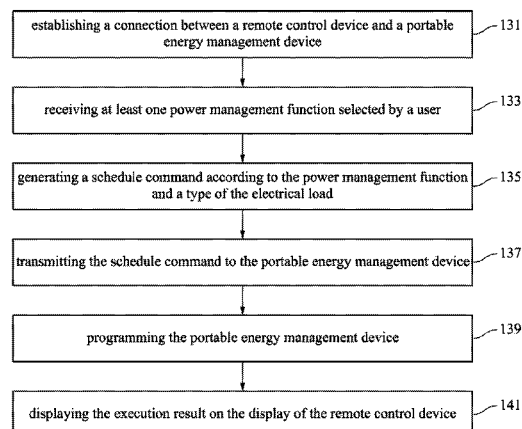 establishing a connection between a remote control device and a portable
energy management device
131
receiving at least one power management function selected by a user
133
generating a schedule command according to the power management function
and a type of the electrical load
135
transmitting the schedule command to the portable energy management device
137
programming the portable energy management device
139
displaying the execution result on the display of the remote control device
141